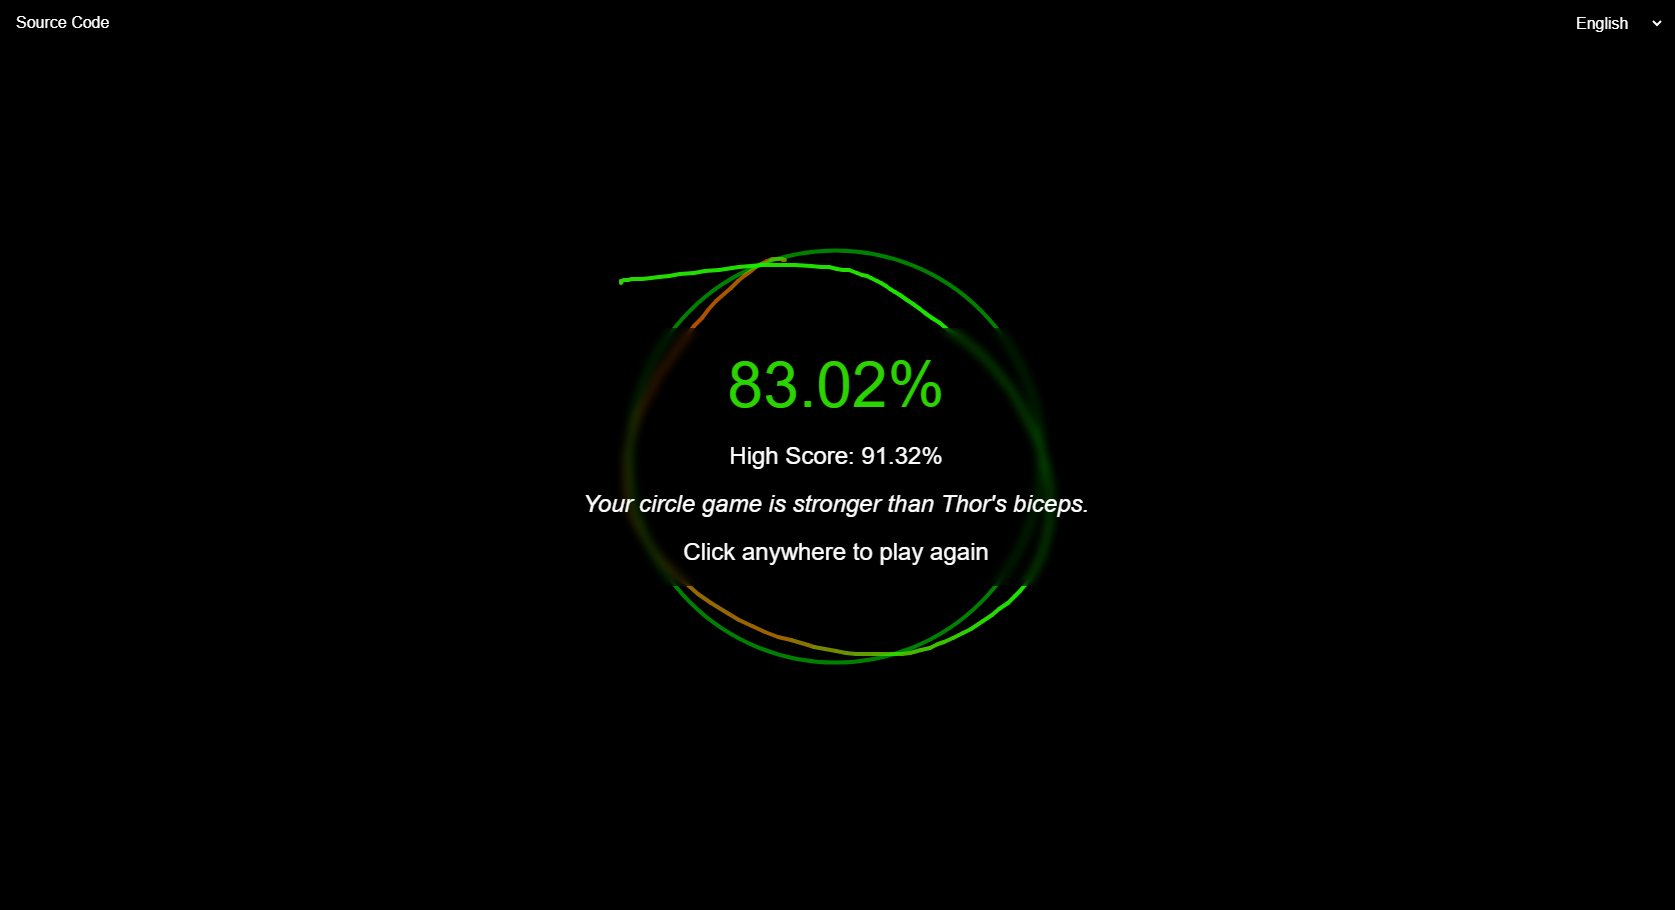 Source Code
English
83.02%
High Score: 91.32%
Your circle game is stronger than Thor's biceps.
Click anywhere to play again